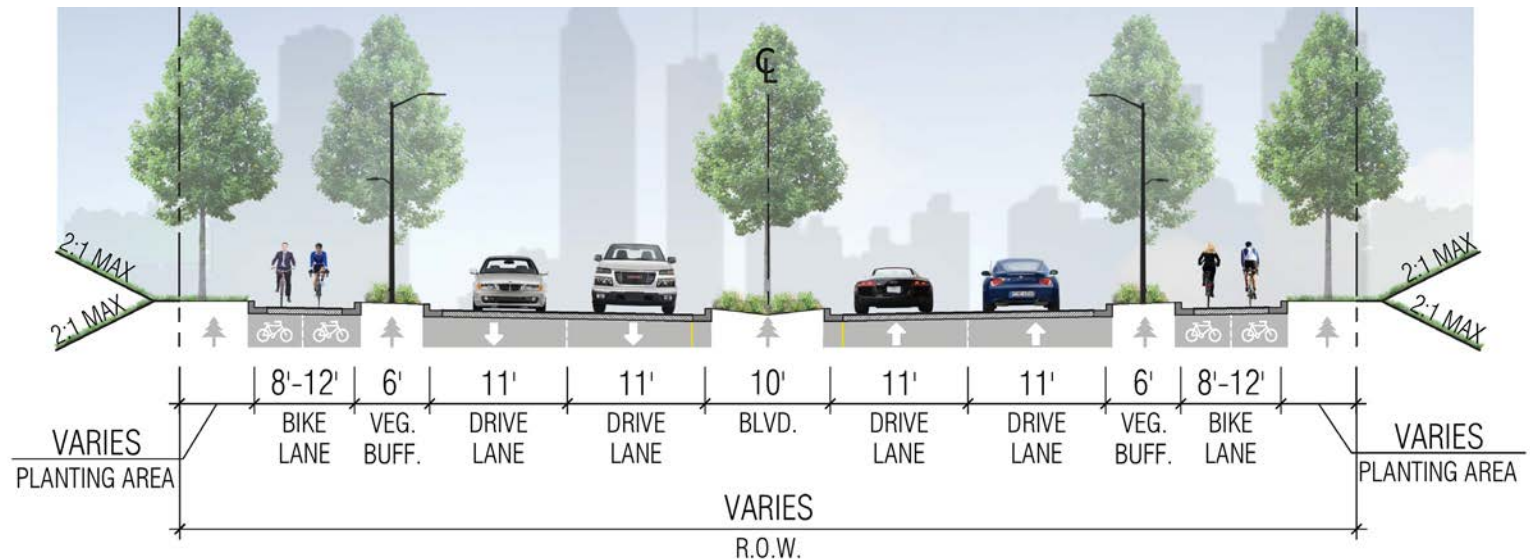 ℄
2:1 MAX
2:1 MAX
2:1 MAX
2:1 MAX
8'-12'
BIKE
LANE
6'
VEG.
BUFF.
11'
DRIVE
LANE
11'
DRIVE
LANE
10'
BLVD.
11'
DRIVE
LANE
11'
DRIVE
LANE
6'
VEG.
BUFF.
8'-12'
BIKE
LANE
VARIES
PLANTING AREA
VARIES
PLANTING AREA
VARIES
R.O.W.